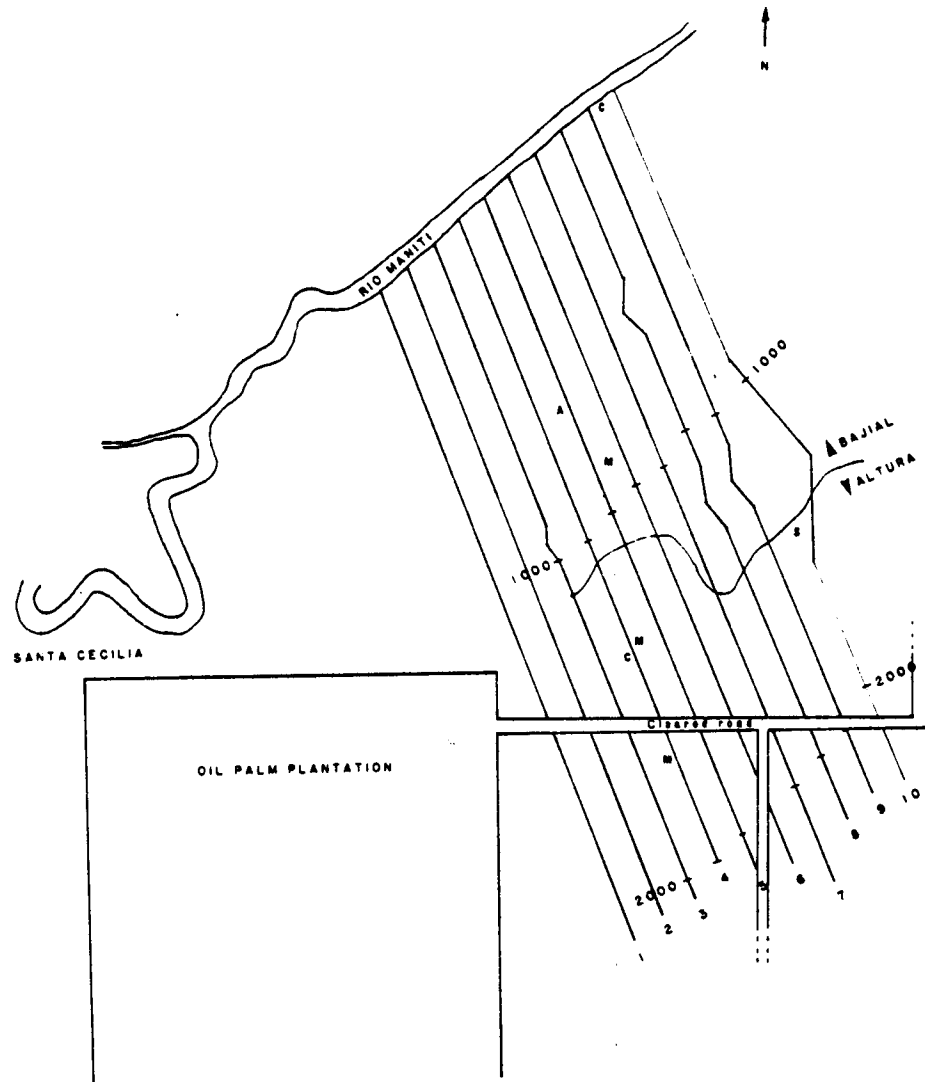 N
C
RIO MANITI
1000
A
BAJIAL
ALTURA
M
S
1000
M
C
SANTA CECILIA
2000
Cleared road
M
OIL PALM PLANTATION
10
9
8
7
6
5
4
2000
3
2
1